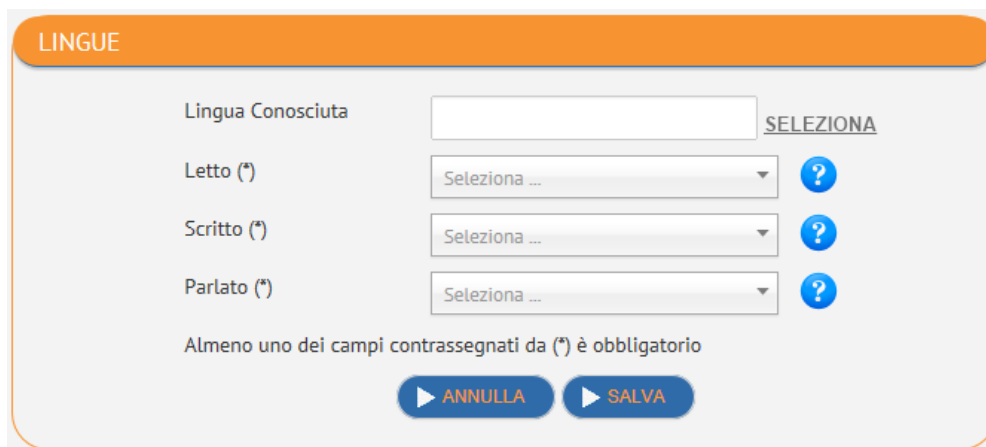 LINGUE
Lingua Conosciuta
SELEZIONA
Letto (*)
Seleziona ...
?
Scritto (*)
Seleziona ...
?
Parlato (*)
Seleziona ...
?
Almeno uno dei campi contrassegnati da (*) è obbligatorio
ANNULLA
SALVA